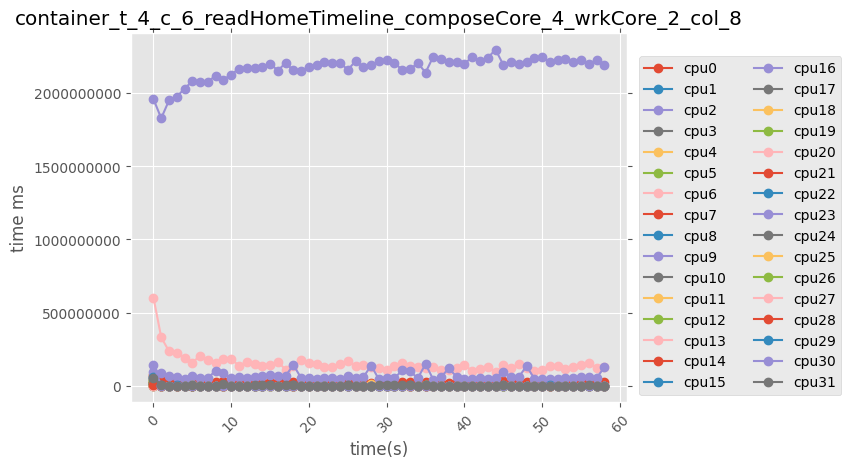 container_t_4_c_6_readHomeTimeline_composeCore_4_wrkCore_2_col_8
time ms
2000000000
1500000000
1000000000
500000000
0
0
10
20
30
40
50
60
time(s)
cpu0
cpu1
cpu2
cpu3
cpu4
cpu5
cpu6
cpu7
cpu8
cpu9
cpu10
cpu11
cpu12
cpu13
cpu14
cpu15
cpu16
cpu17
cpu18
cpu19
cpu20
cpu21
cpu22
cpu23
cpu24
cpu25
cpu26
cpu27
cpu28
cpu29
cpu30
cpu31